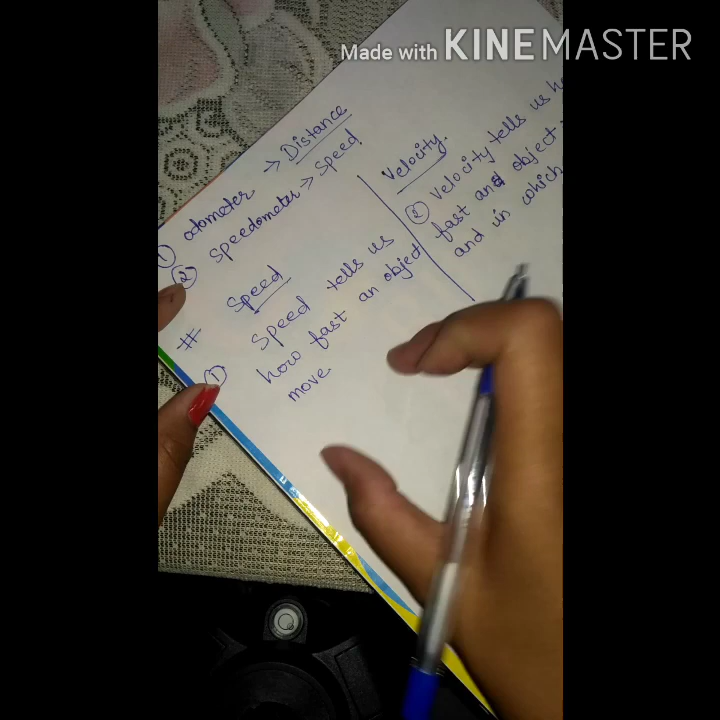 Made with KINEMASTER
① odometer → Distance
② Speedometer → Speed
# Speed
① Speed tells us
how fast an object
move
Velocity.
② Velocity tells us
fast and object
and in which